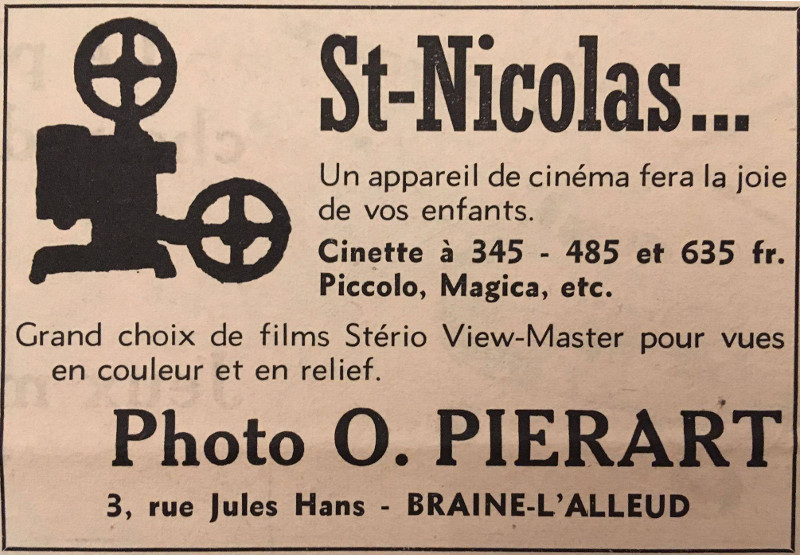 St-Nicolas...
Un appareil de cinéma fera la joie
de vos enfants.
Cinette à 345 - 485 et 635 fr.
Piccolo, Magica, etc.
Grand choix de films Stério View-Master pour vues
en couleur et en relief.
Photo O. PIERART
3, rue Jules Hans - BRAINE-L'ALLEUD